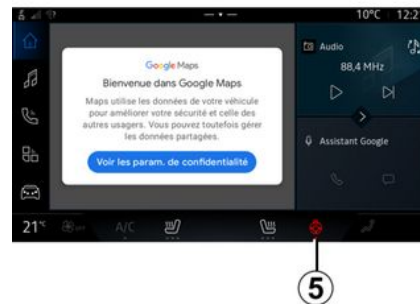 10°C 12:2
Google Maps
Bienvenue dans Google Maps
Maps utilise les données de votre véhicule
pour améliorer votre sécurité et celle des
autres usagers. Vous pouvez toutefois gérer
les données partagées.
Voir les param. de confidentialité
Audio
88,4 MHz
Assistant Google
21°C
OFF
A/C
5